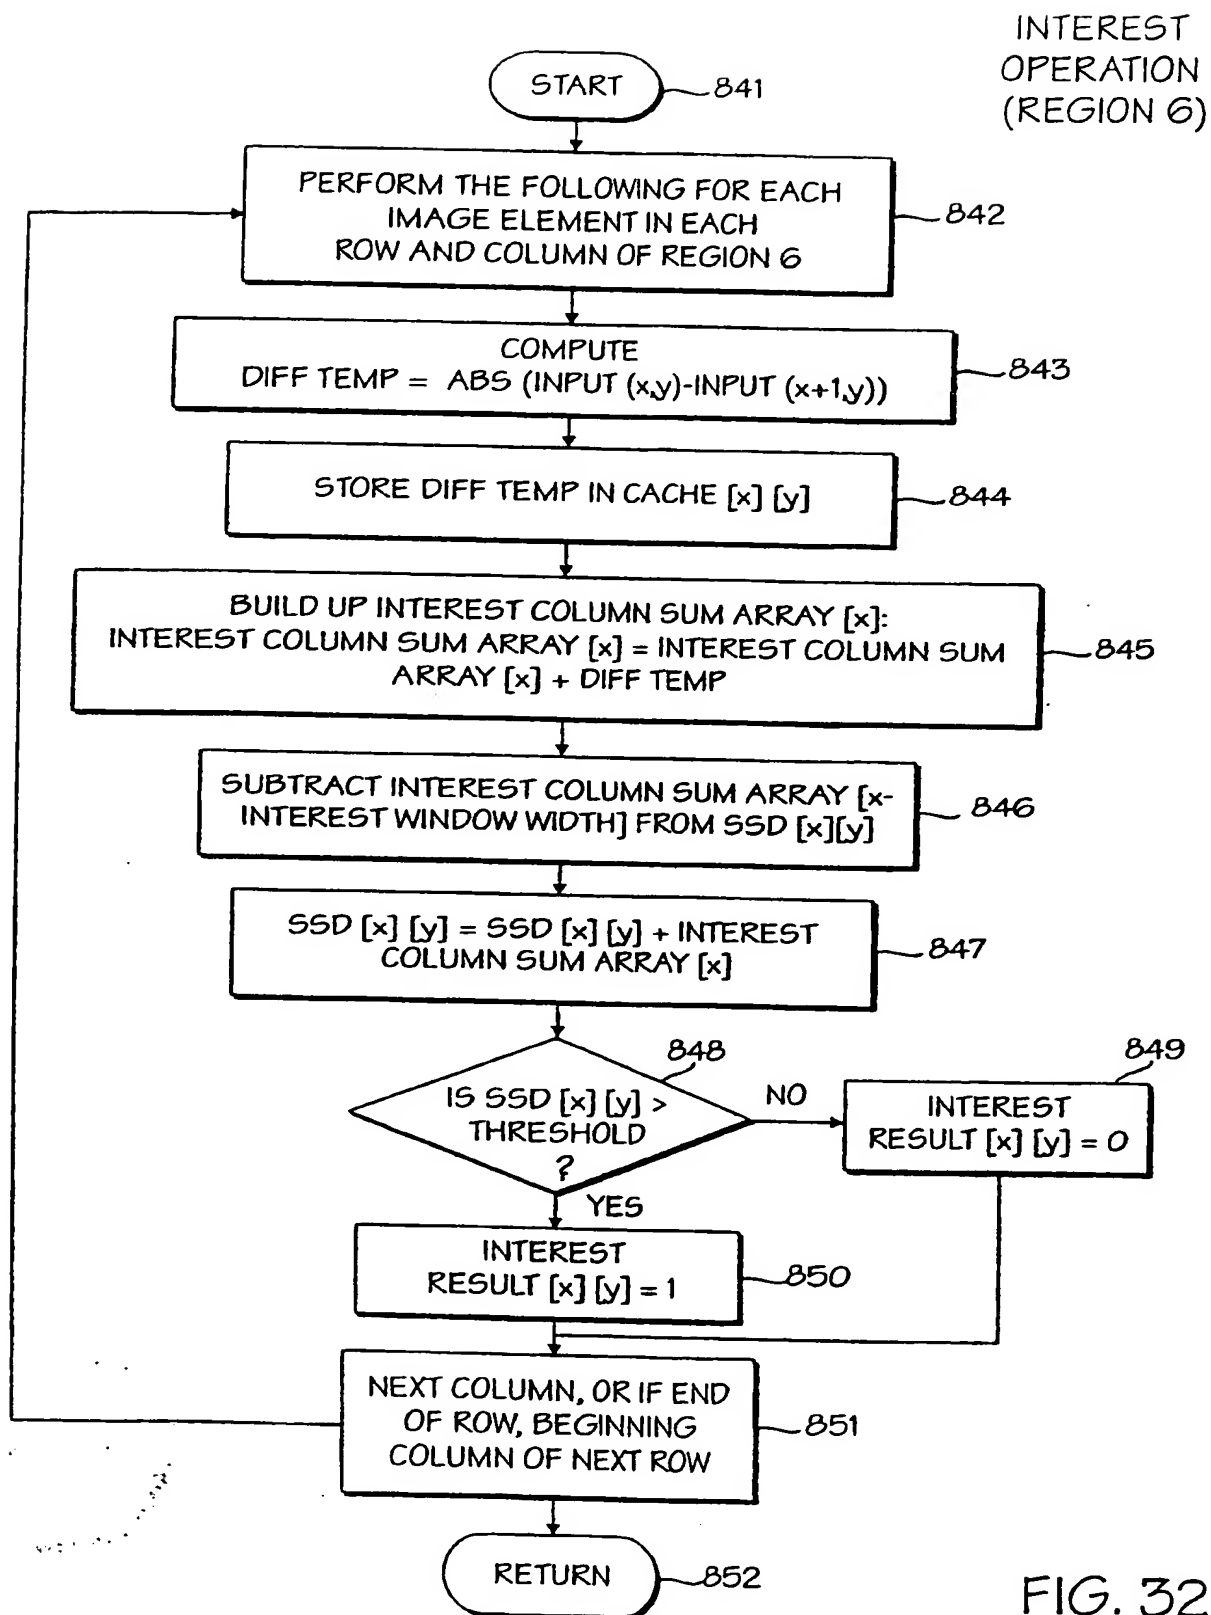 INTEREST
OPERATION
(REGION 6)
START
841
PERFORM THE FOLLOWING FOR EACH
IMAGE ELEMENT IN EACH
ROW AND COLUMN OF REGION 6
842
COMPUTE
DIFF TEMP = ABS (INPUT (x,y)-INPUT (x+1,y))
843
STORE DIFF TEMP IN CACHE [x] [y]
844
BUILD UP INTEREST COLUMN SUM ARRAY [x]:
INTEREST COLUMN SUM ARRAY [x] = INTEREST COLUMN SUM
ARRAY [x] + DIFF TEMP
845
SUBTRACT INTEREST COLUMN SUM ARRAY [x-
INTEREST WINDOW WIDTH] FROM SSD [x][y]
846
SSD [x] [y] = SSD [x] [y] + INTEREST
COLUMN SUM ARRAY [x]
847
848
IS SSD [x] [y] >
THRESHOLD
?
NO
849
INTEREST
RESULT [x] [y] = 0
YES
INTEREST
RESULT [x] [y] = 1
850
NEXT COLUMN, OR IF END
OF ROW, BEGINNING
COLUMN OF NEXT ROW
851
RETURN
852
FIG. 32